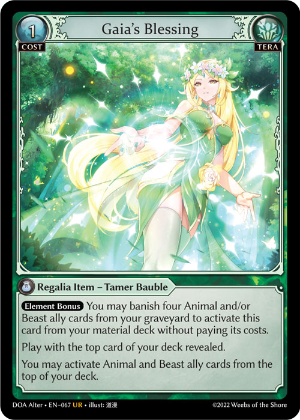 1
COST
Gaia's Blessing
TERA
Regalia Item – Tamer Bauble
Element Bonus You may banish four Animal and/or
Beast ally cards from your graveyard to activate this
card from your material deck without paying its costs.
Play with the top card of your deck revealed.
You may activate Animal and Beast ally cards from the
top of your deck.
DOA Alter • EN-067 UR • illust: 道漫
©2022 Weebs of the Shore